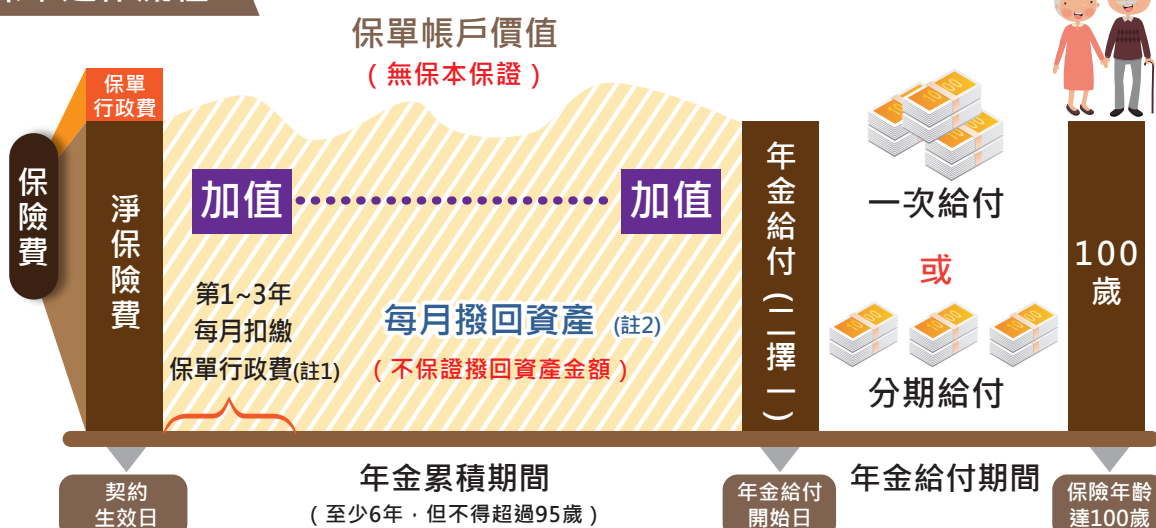 保單帳戶價值
(無保本保證)
保單
行政費
保險費
淨保險費
加值
加值
第1~3年
每月扣繳
保單行政費(註1)
每月撥回資產 (註2)
(不保證撥回資產金額)
年金給付(二擇一)
一次給付
或
分期給付
100
歲
契約
生效日
年金累積期間
(至少6年,但不得超過95歲)
年金給付
開始日
年金給付期間
保險年齡
達100歲